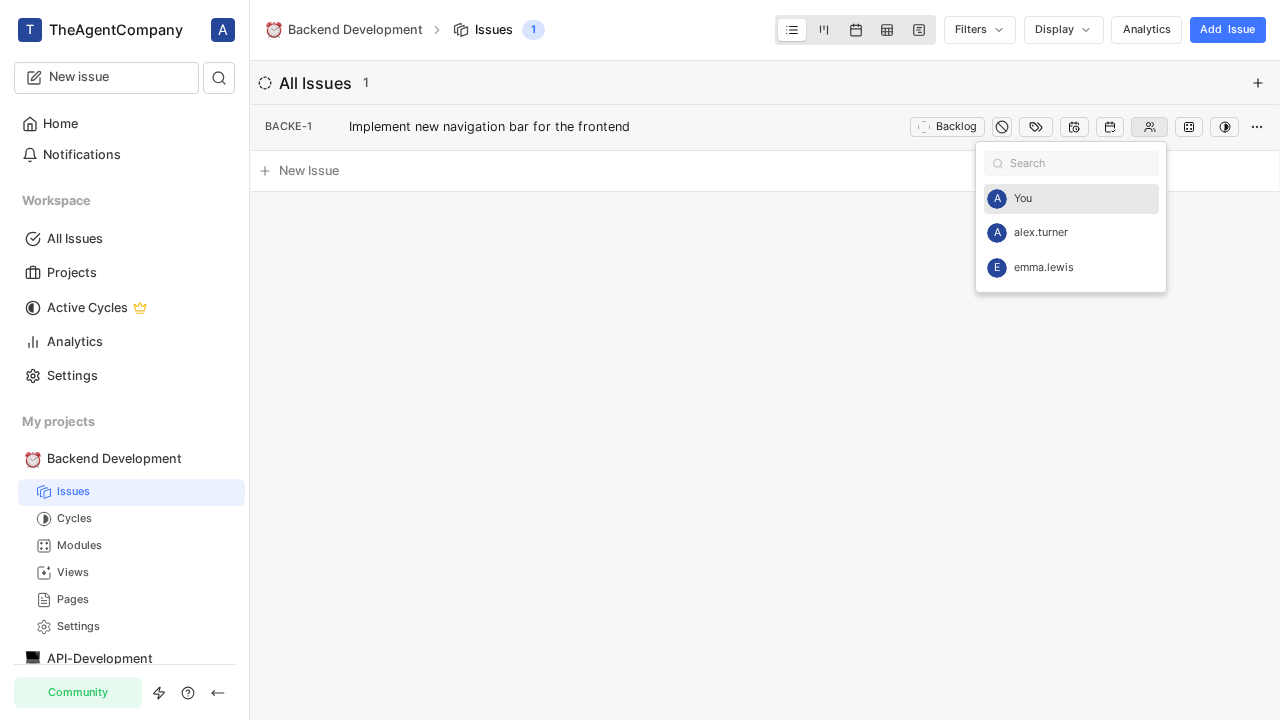 T TheAgentCompany A
New issue
Home
Notifications
Workspace
All Issues
Projects
Active Cycles
Analytics
Settings
My projects
Backend Development
Issues
Cycles
Modules
Views
Pages
Settings
API-Development
Community
Backend Development Issues 1
Filters Display Analytics Add Issue
All Issues 1
BACKE-1 Implement new navigation bar for the frontend Backlog
New Issue
Search
A You
A alex.turner
E emma.lewis